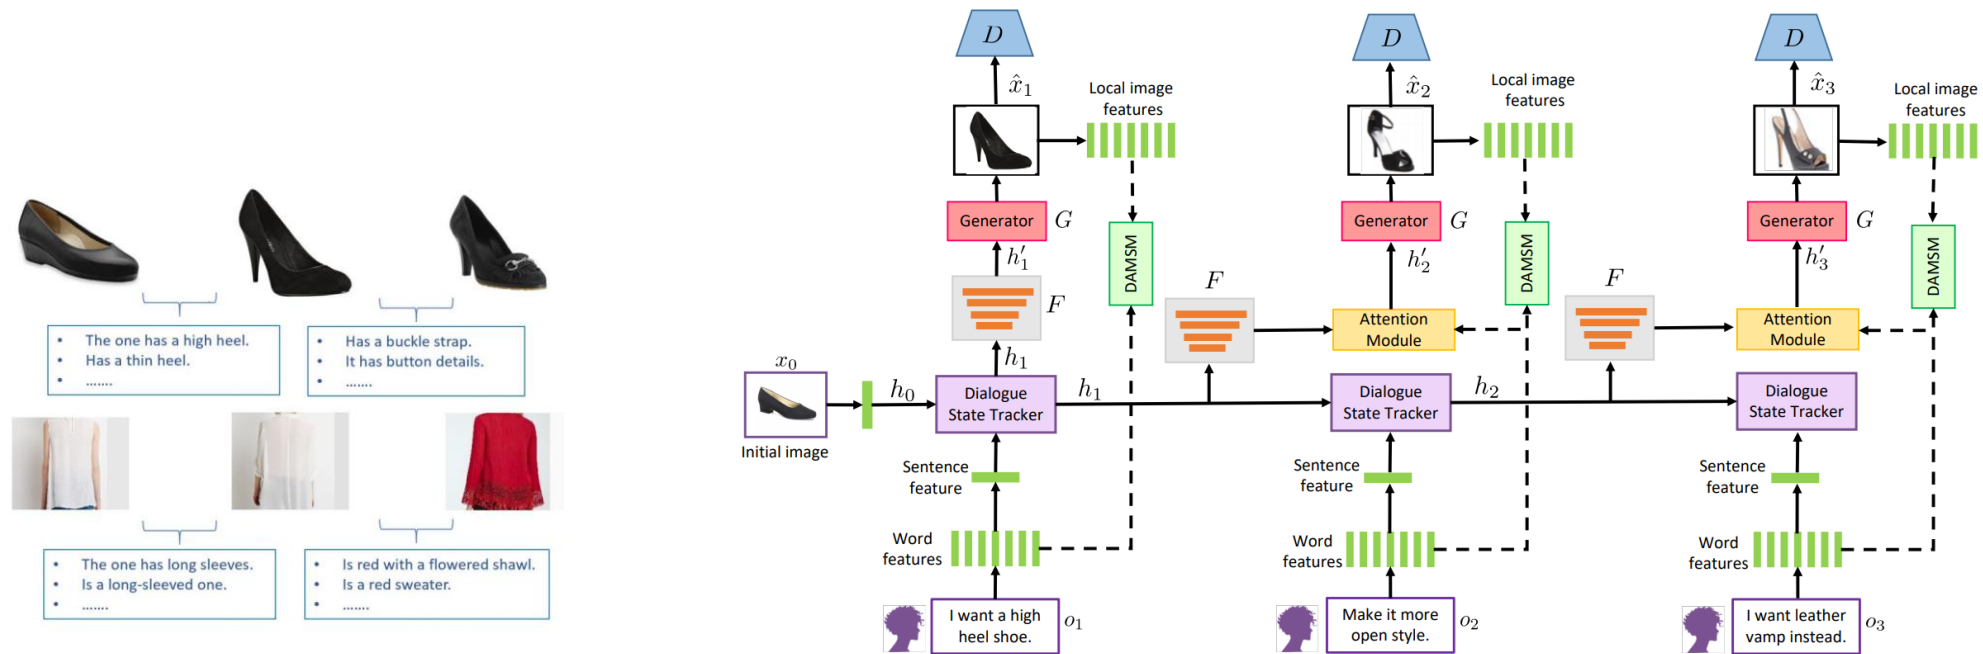 • The one has a high heel.
• Has a thin heel.
• .......
• Has a buckle strap.
• It has button details.
• .......
• The one has long sleeves.
• Is a long-sleeved one.
• .......
• Is red with a flowered shawl.
• Is a red sweater.
• .......
D
x̂₁
Local image
features
Generator
G
h′₁
DAMSM
F
h₁
x₀
Initial image
h₀
Dialogue
State Tracker
h₁
Sentence
feature
Word
features
I want a high
heel shoe.
o₁
D
x̂₂
Local image
features
Generator
G
h′₂
DAMSM
F
Attention
Module
Dialogue
State Tracker
h₂
Sentence
feature
Word
features
Make it more
open style.
o₂
D
x̂₃
Local image
features
Generator
G
h′₃
DAMSM
F
Attention
Module
Dialogue
State Tracker
Sentence
feature
Word
features
I want leather
vamp instead.
o₃